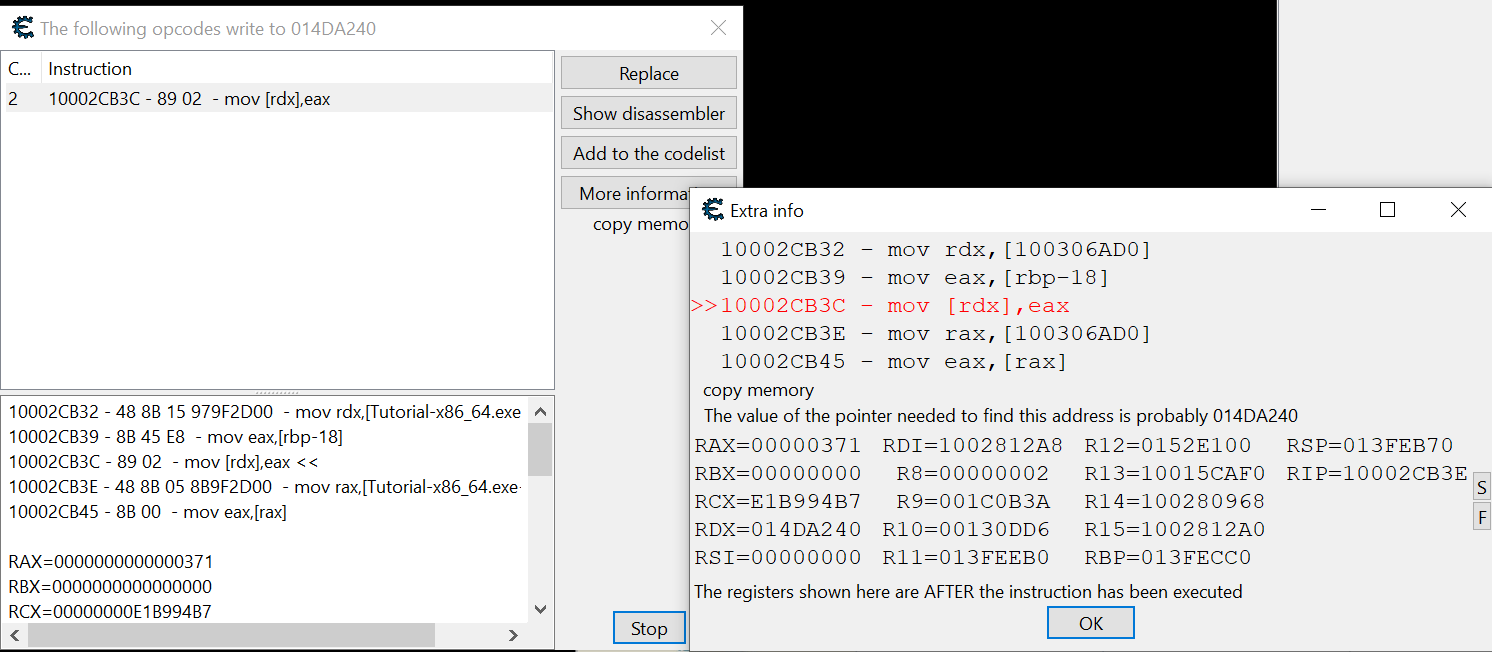 The following opcodes write to 014DA240
C... Instruction
2 10002CB3C - 89 02 - mov [rdx],eax
Replace
Show disassembler
Add to the codelist
More informa
copy memo
10002CB32 - 48 8B 15 979F2D00 - mov rdx,[Tutorial-x86_64.exe
10002CB39 - 8B 45 E8 - mov eax,[rbp-18]
10002CB3C - 89 02 - mov [rdx],eax <<
10002CB3E - 48 8B 05 8B9F2D00 - mov rax,[Tutorial-x86_64.exe-
10002CB45 - 8B 00 - mov eax,[rax]
RAX=0000000000000371
RBX=0000000000000000
RCX=00000000E1B994B7
Stop
Extra info
10002CB32 - mov rdx,[100306AD0]
10002CB39 - mov eax,[rbp-18]
>>10002CB3C - mov [rdx],eax
10002CB3E - mov rax,[100306AD0]
10002CB45 - mov eax,[rax]
copy memory
The value of the pointer needed to find this address is probably 014DA240
RAX=00000371 RDI=1002812A8 R12=0152E100 RSP=013FEB70
RBX=00000000 R8=00000002 R13=10015CAF0 RIP=10002CB3E
RCX=E1B994B7 R9=001C0B3A R14=100280968
RDX=014DA240 R10=00130DD6 R15=1002812A0
RSI=00000000 R11=013FEEB0 RBP=013FECC0
S
F
The registers shown here are AFTER the instruction has been executed
OK